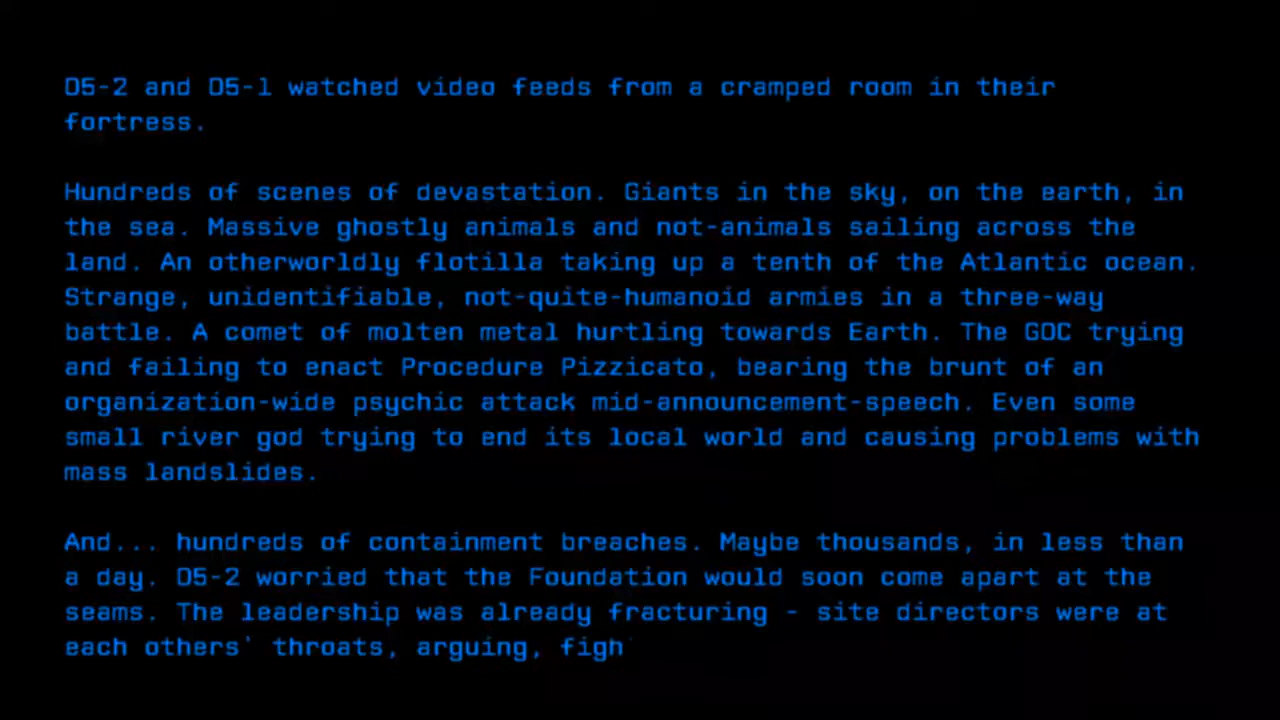 O5-2 and O5-1 watched video feeds from a cramped room in their
fortress.
Hundreds of scenes of devastation. Giants in the sky, on the earth, in
the sea. Massive ghostly animals and not-animals sailing across the
land. An otherworldly flotilla taking up a tenth of the Atlantic ocean.
Strange, unidentifiable, not-quite-humanoid armies in a three-way
battle. A comet of molten metal hurtling towards Earth. The GOC trying
and failing to enact Procedure Pizzicato, bearing the brunt of an
organization-wide psychic attack mid-announcement-speech. Even some
small river god trying to end its local world and causing problems with
mass landslides.
And... hundreds of containment breaches. Maybe thousands, in less than
a day. O5-2 worried that the Foundation would soon come apart at the
seams. The leadership was already fracturing - site directors were at
each others' throats, arguing, figh